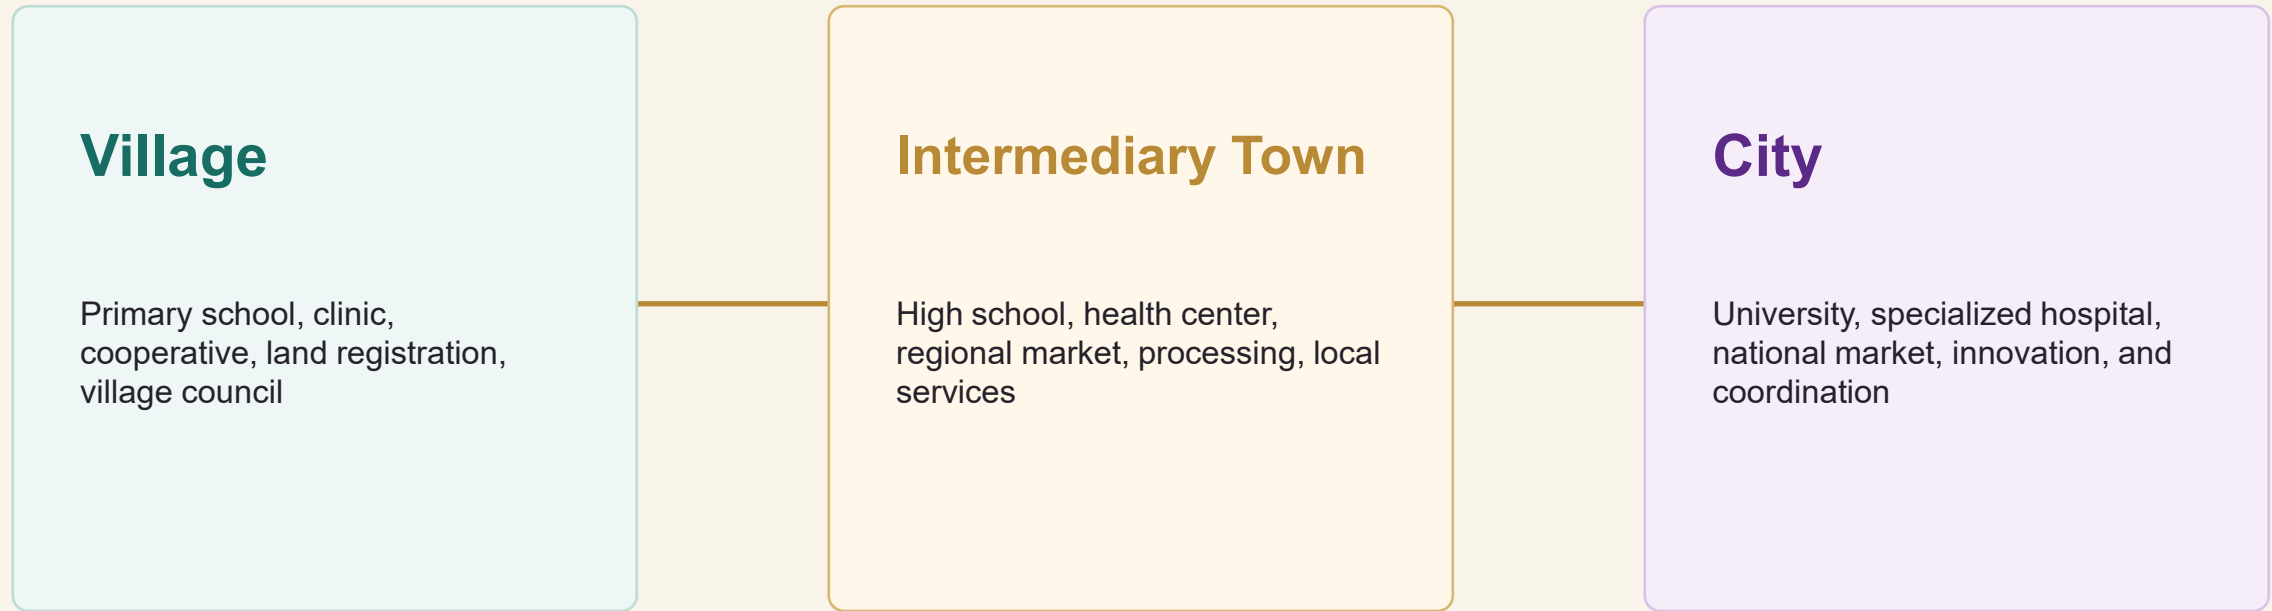 Village
Primary school, clinic,
cooperative, land registration,
village council
Intermediary Town
High school, health center,
regional market, processing, local
services
City
University, specialized hospital,
national market, innovation, and
coordination